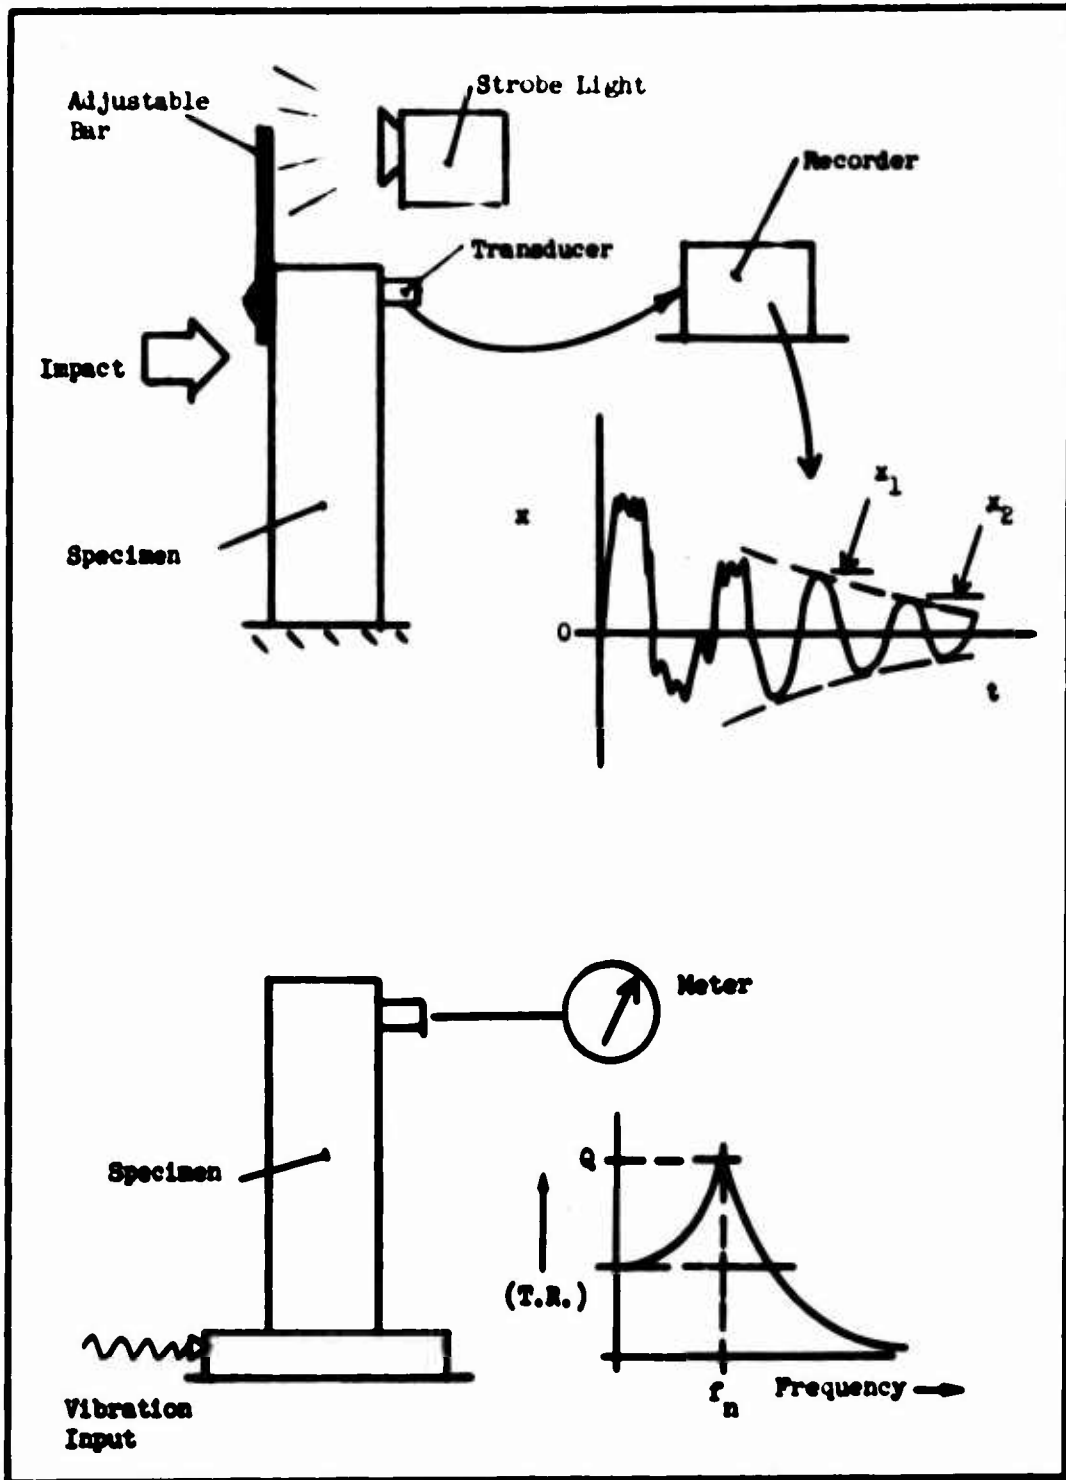 Strobe Light
Adjustable
Bar
Recorder
Transducer
Impact
x₁
x₂
x
Specimen
0
t
Meter
Q
Specimen
(T.R.)
fₙ
Frequency
Vibration
Input